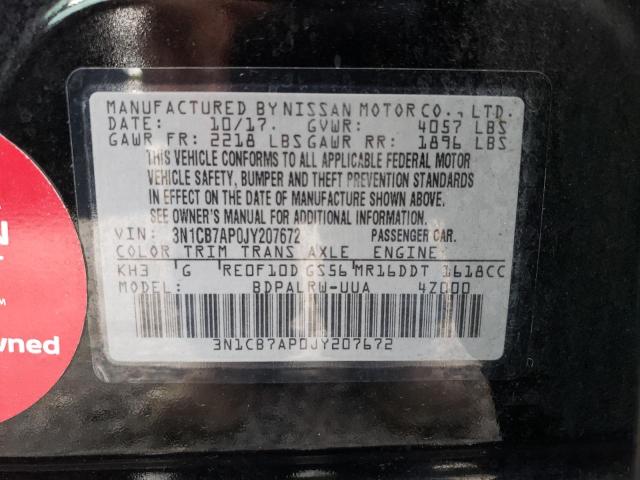 MANUFACTURED BY NISSAN MOTOR CO., LTD.
DATE: 10/17. GVWR: 4057 LBS
GAWR FR: 2218 LBS GAWR RR: 1896 LBS
THIS VEHICLE CONFORMS TO ALL APPLICABLE FEDERAL MOTOR
VEHICLE SAFETY, BUMPER AND THEFT PREVENTION STANDARDS
IN EFFECT ON THE DATE OF MANUFACTURE SHOWN ABOVE.
SEE OWNER'S MANUAL FOR ADDITIONAL INFORMATION.
VIN: 3N1CB7AP0JY207672 PASSENGER CAR.
COLOR TRIM TRANS AXLE ENGINE:
KH3 G RE0F10D GS56 MR16DDT 1618CC
MODEL: BDPALRW-UUA 4Z000
3N1CB7AP0JY207672
N
T
TM
wned